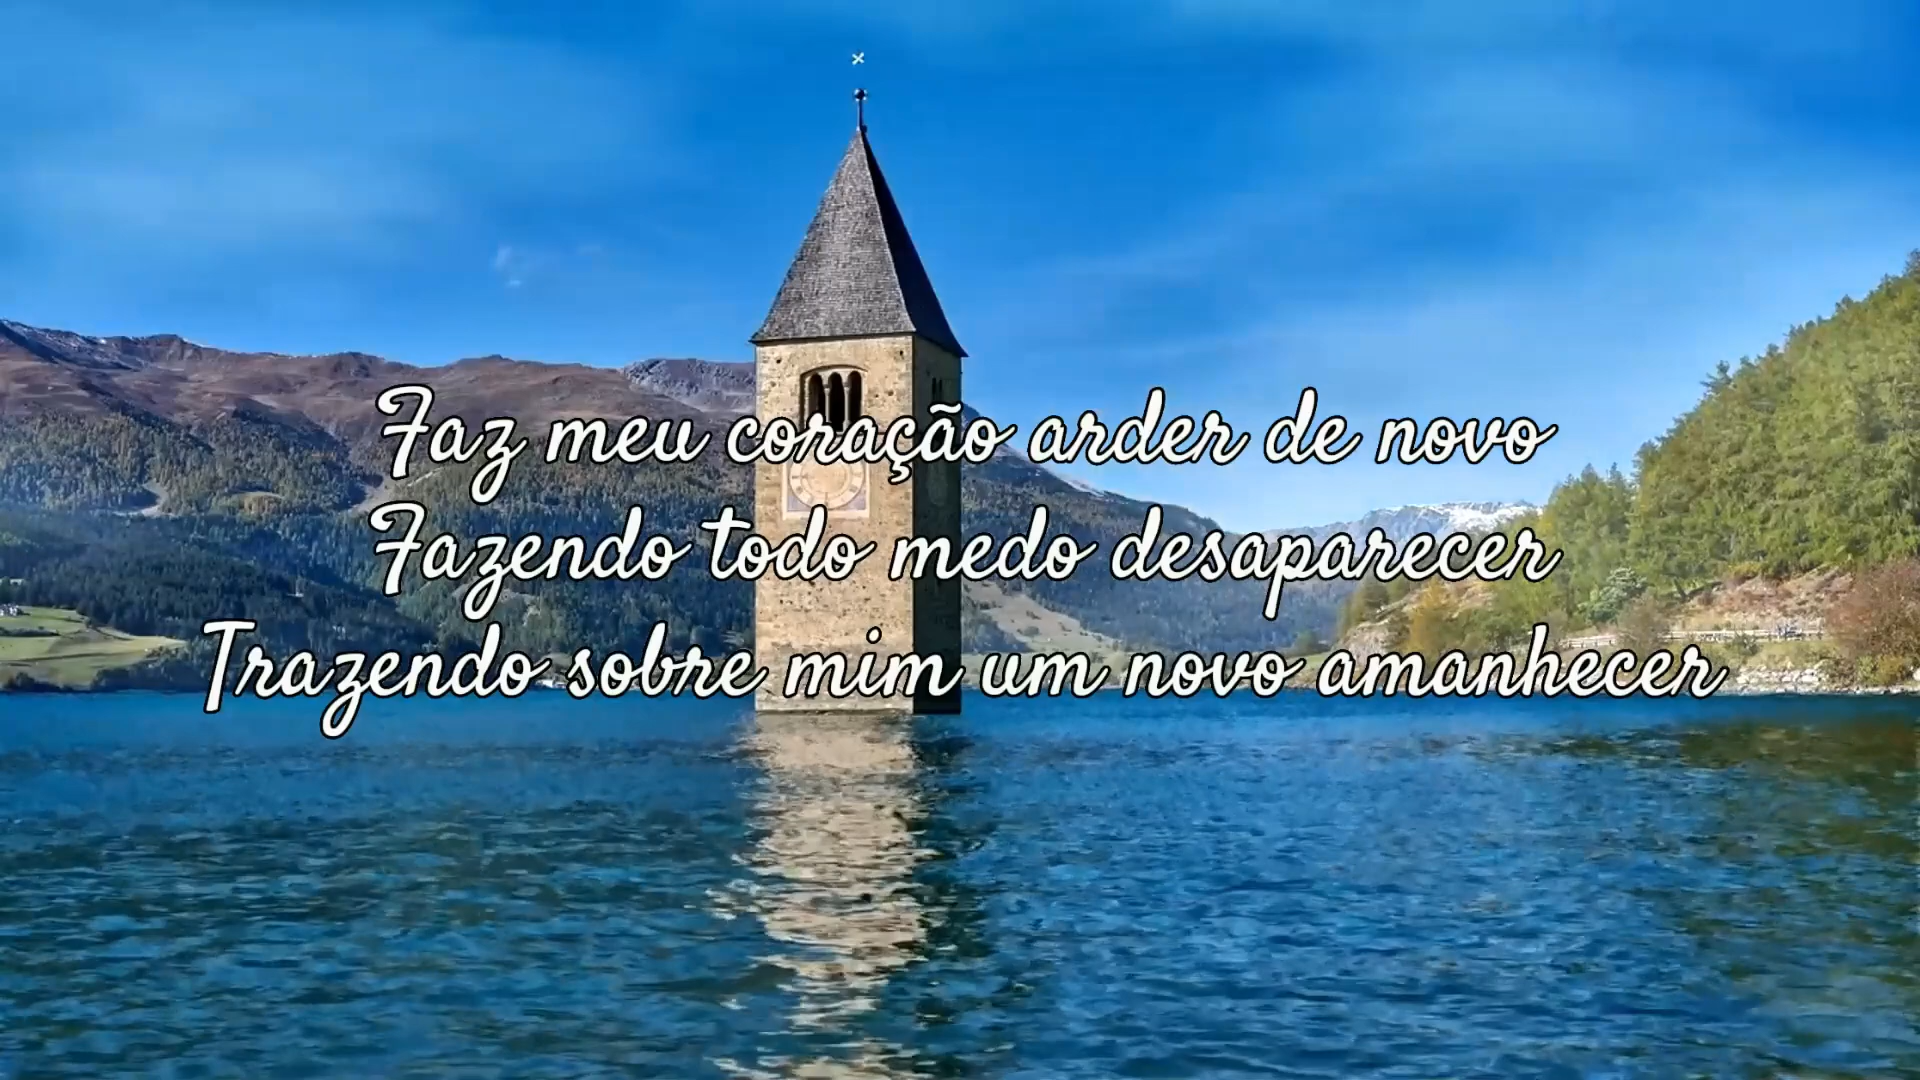 Faz meu coração arder de novo
Fazendo todo medo desaparecer
Trazendo sobre mim um novo amanhecer